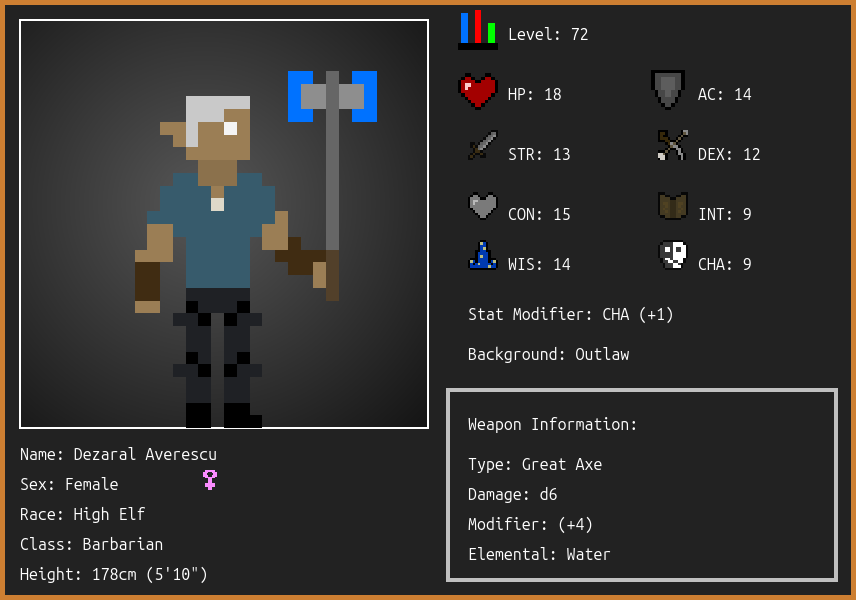 Level: 72
HP: 18
AC: 14
STR: 13
DEX: 12
CON: 15
INT: 9
WIS: 14
CHA: 9
Stat Modifier: CHA (+1)
Background: Outlaw
Weapon Information:
Type: Great Axe
Damage: d6
Modifier: (+4)
Elemental: Water
Name: Dezaral Averescu
Sex: Female
Race: High Elf
Class: Barbarian
Height: 178cm (5'10")